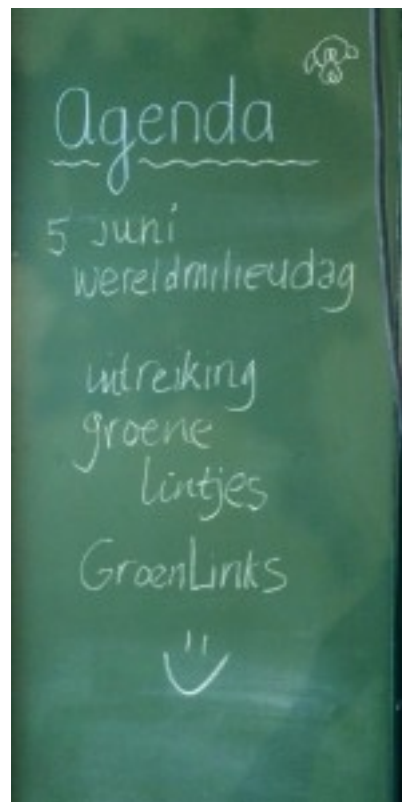 agenda
5 juni
wereldmilieudag
uitreiking
groene
lintjes
GroenLinks